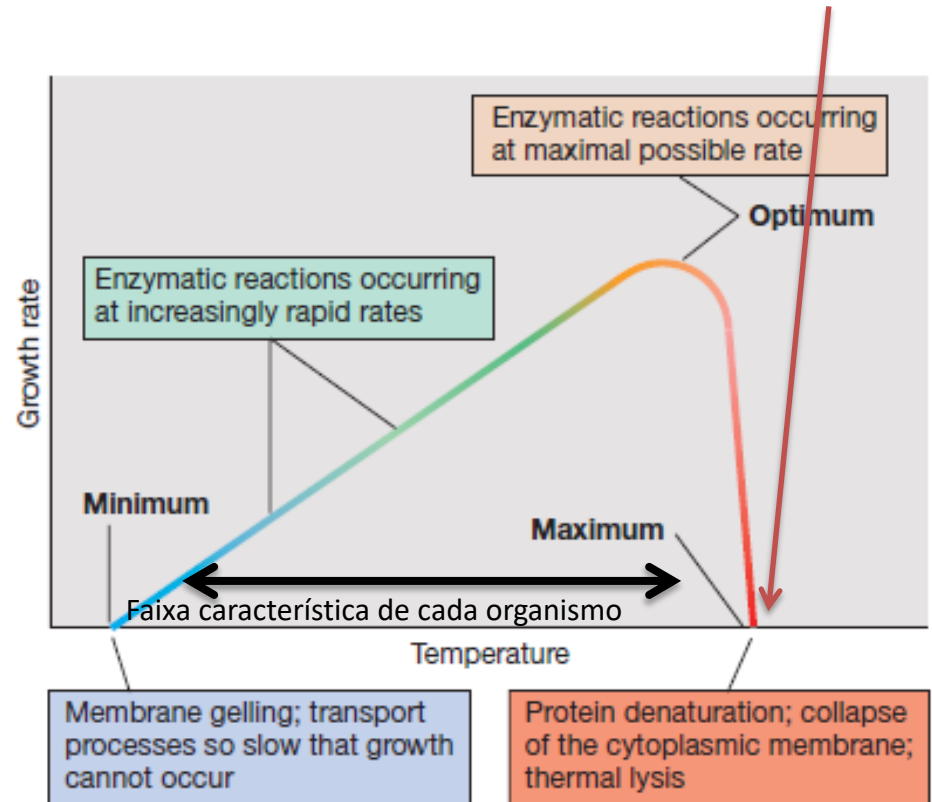 Enzymatic reactions occurring
at maximal possible rate
Optimum
Enzymatic reactions occurring
at increasingly rapid rates
Growth rate
Minimum
Maximum
Faixa característica de cada organismo
Temperature
Membrane gelling; transport
processes so slow that growth
cannot occur
Protein denaturation; collapse
of the cytoplasmic membrane;
thermal lysis